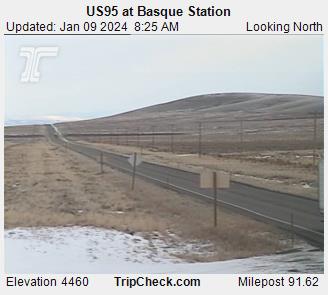 US95 at Basque Station
Updated: Jan 09 2024 8:25 AM Looking North
Elevation 4460 TripCheck.com Milepost 91.62